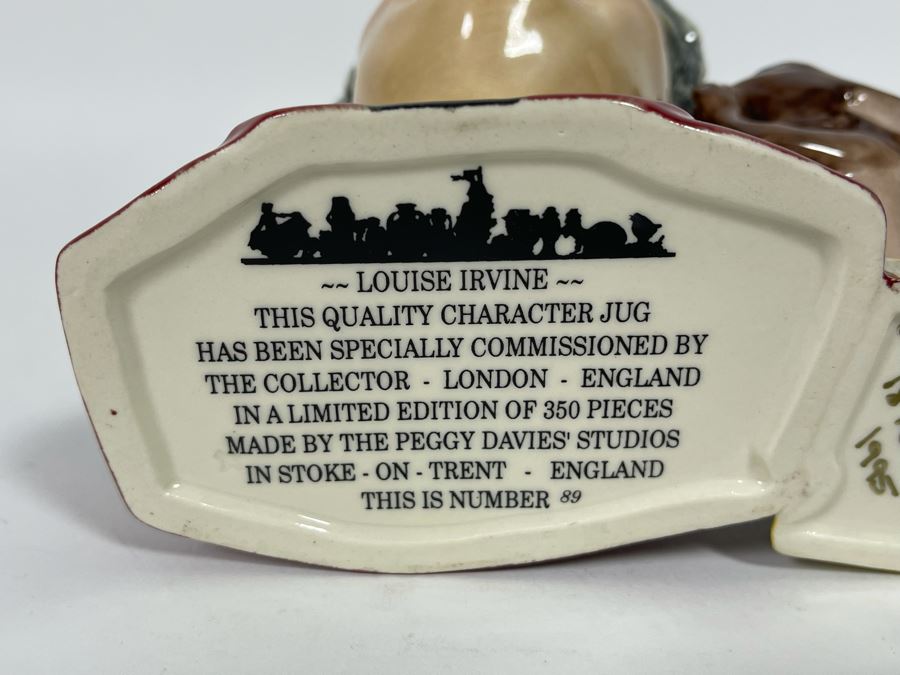 ~~ LOUISE IRVINE ~~
THIS QUALITY CHARACTER JUG
HAS BEEN SPECIALLY COMMISSIONED BY
THE COLLECTOR - LONDON - ENGLAND
IN A LIMITED EDITION OF 350 PIECES
MADE BY THE PEGGY DAVIES' STUDIOS
IN STOKE - ON - TRENT - ENGLAND
THIS IS NUMBER 89